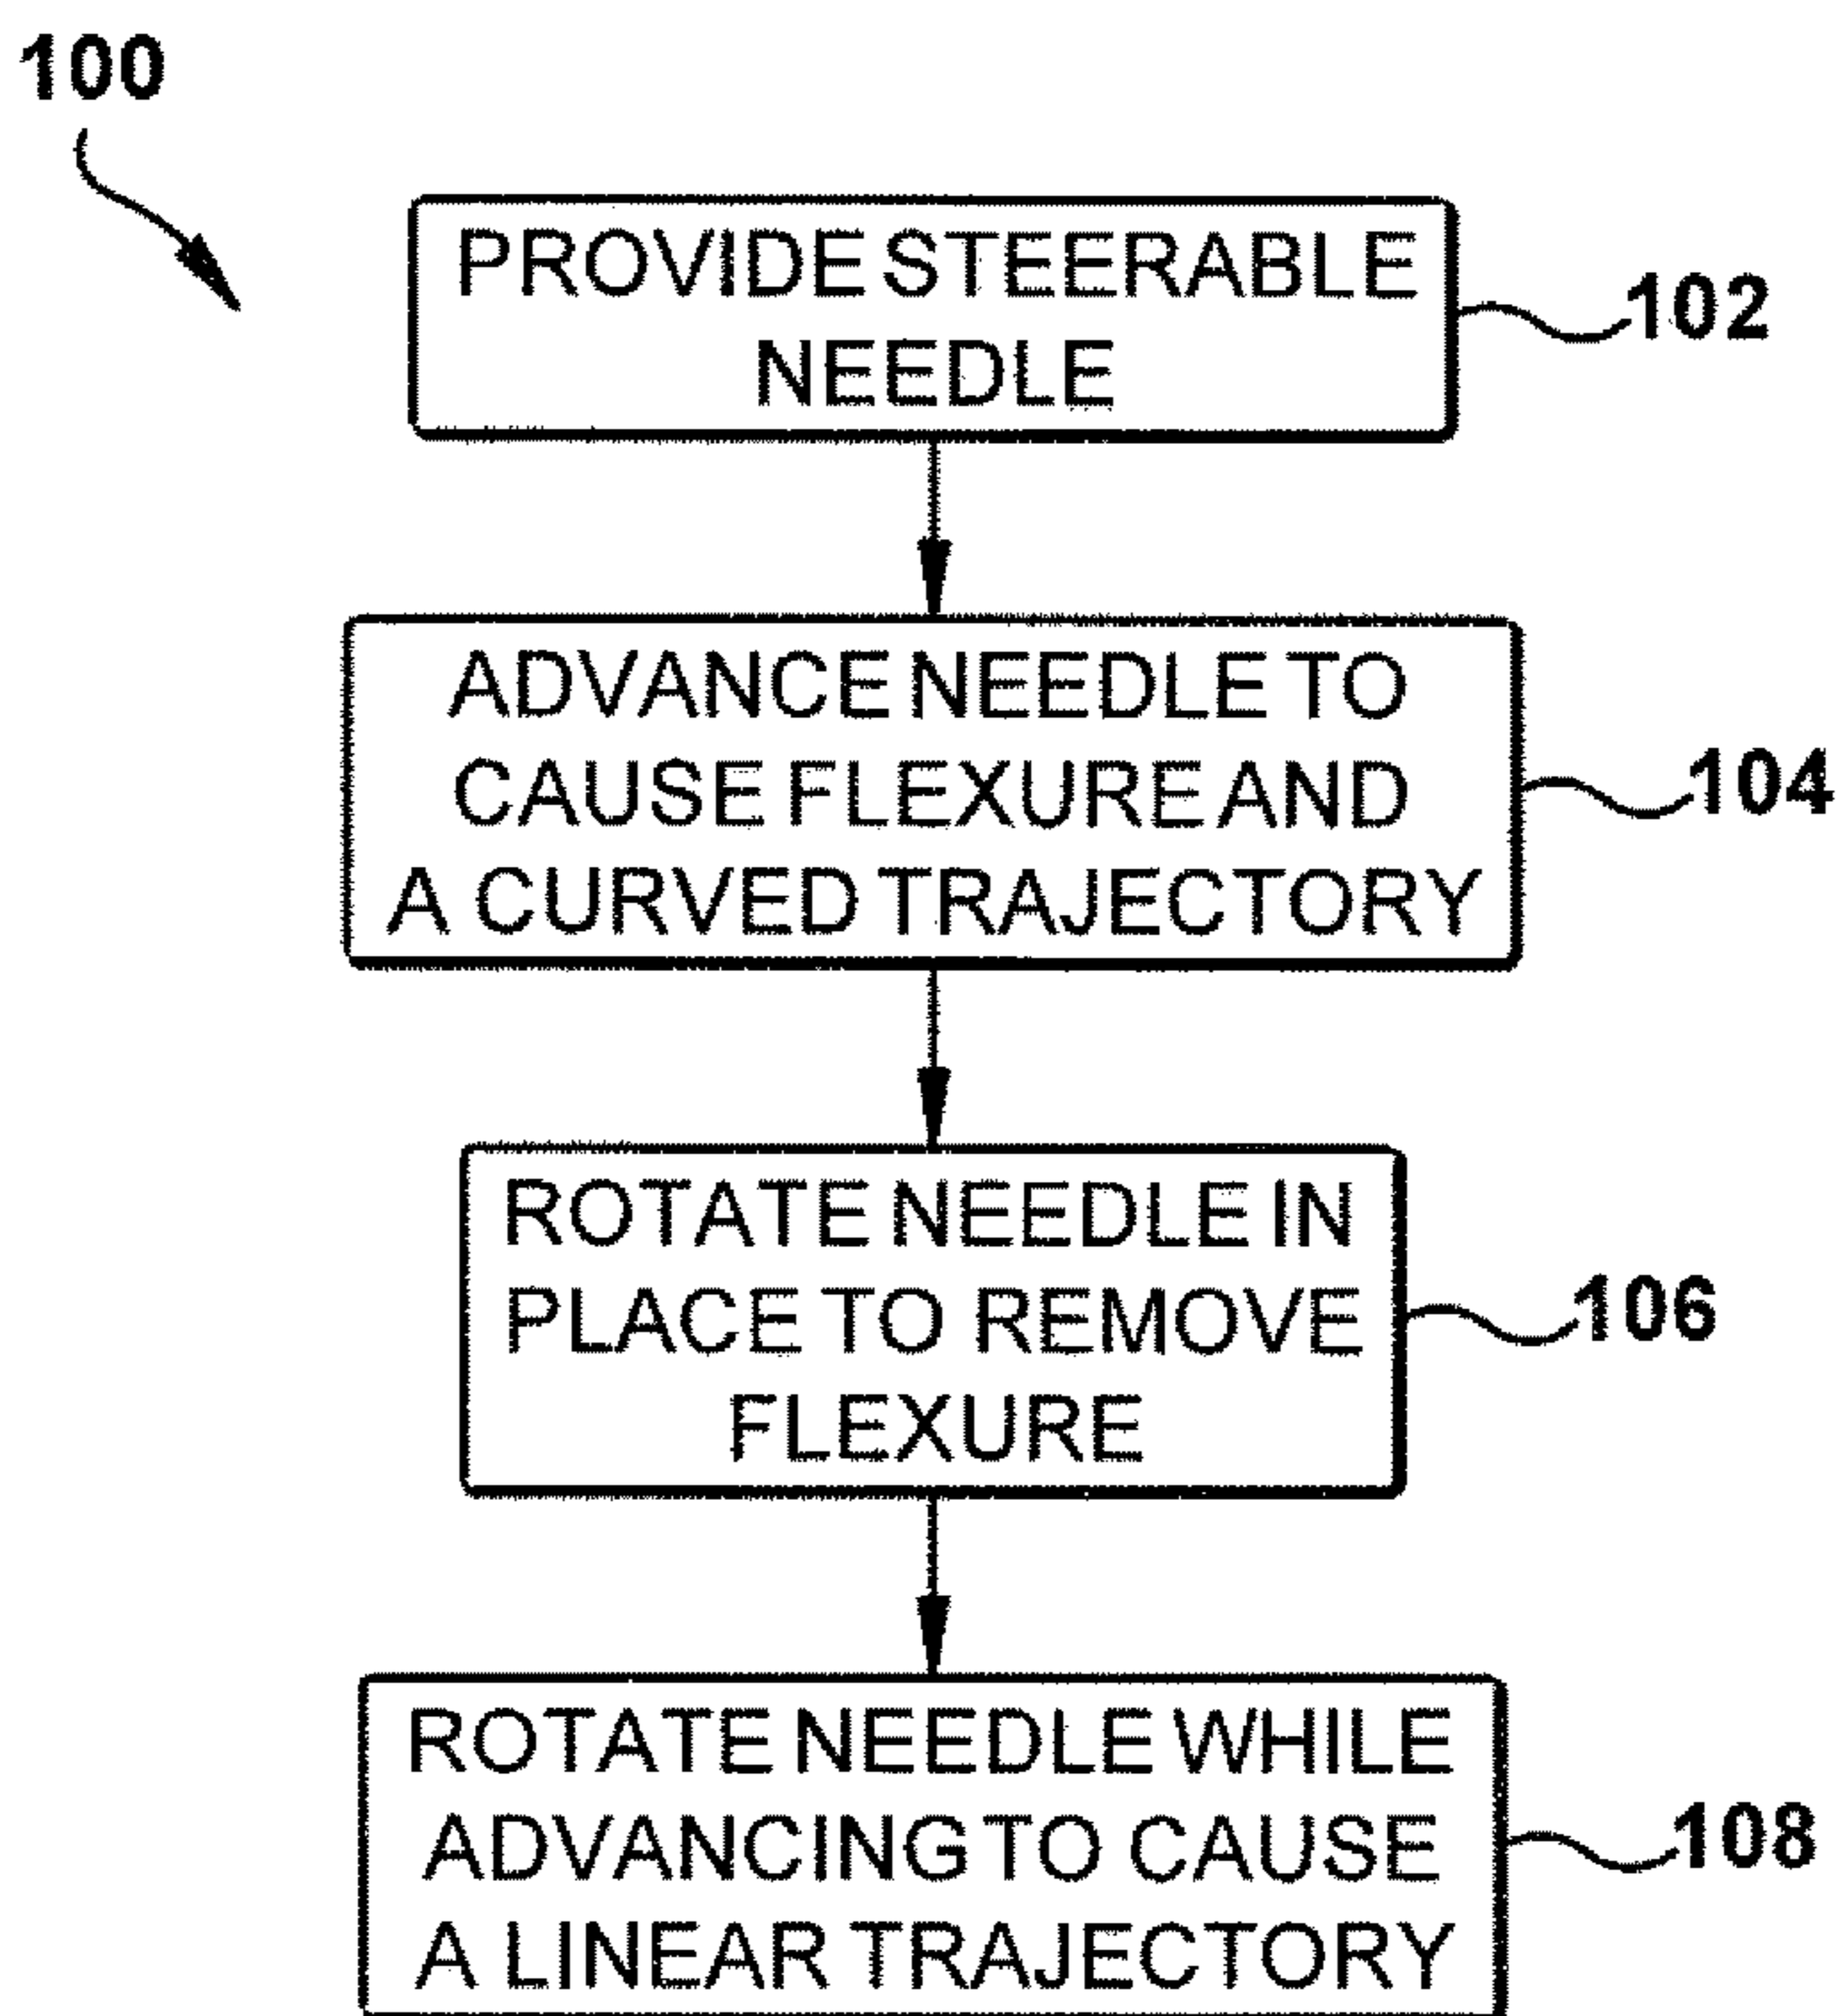 100
PROVIDE STEERABLE
NEEDLE
102
ADVANCE NEEDLE TO
CAUSE FLEXURE AND
A CURVED TRAJECTORY
104
ROTATE NEEDLE IN
PLACE TO REMOVE
FLEXURE
106
ROTATE NEEDLE WHILE
ADVANCING TO CAUSE
A LINEAR TRAJECTORY
108